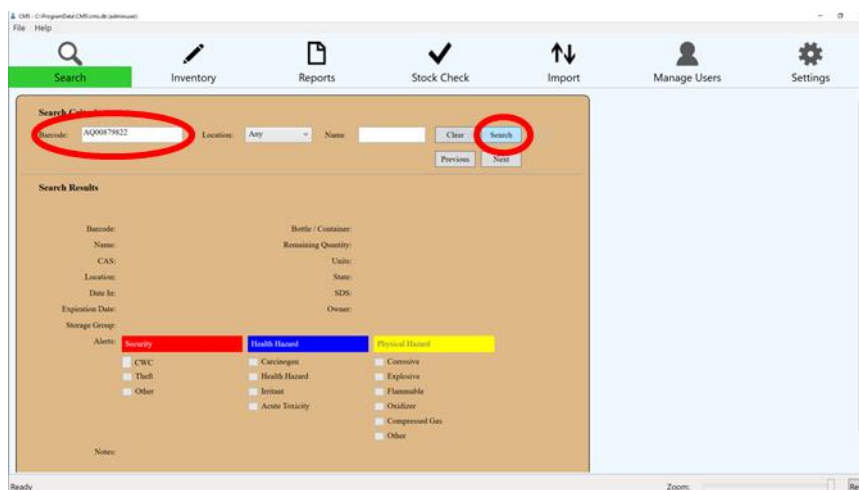 CMS - C:\ProgramData\CMS\cms.db (adminuser)
File Help
Search Inventory Reports Stock Check Import Manage Users Settings
Search
Barcode: AQ00879822 Location: Any Name Clear Search
Previous Next
Search Results
Barcode: Bottle / Container:
Name: Remaining Quantity:
CAS: Units:
Location: State:
Date In: SDS:
Expiration Date: Owner:
Storage Group:
Alerts: Security Health Hazard Physical Hazard
CWC Carcinogen Corrosive
Theft Health Hazard Explosive
Other Irritant Flammable
Acute Toxicity Oxidizer
Compressed Gas
Other
Notes:
Ready Zoom: Re